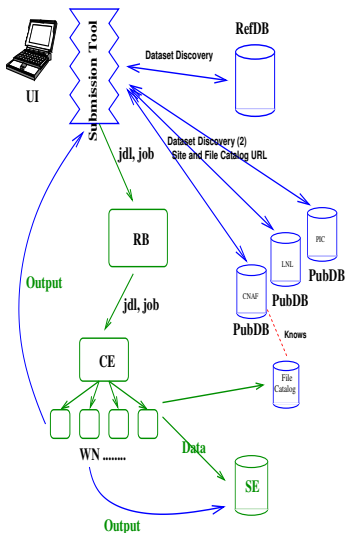 RefDB
Submission Tool
Dataset Discovery
UI
Dataset Discovery (2)
Site and File Catalog URL
jdl, job
PIC
RB
LNL
PubDB
CNAF
PubDB
Output
jdl, job
PubDB
Knows
CE
File
Catalog
Data
WN ........
SE
Output